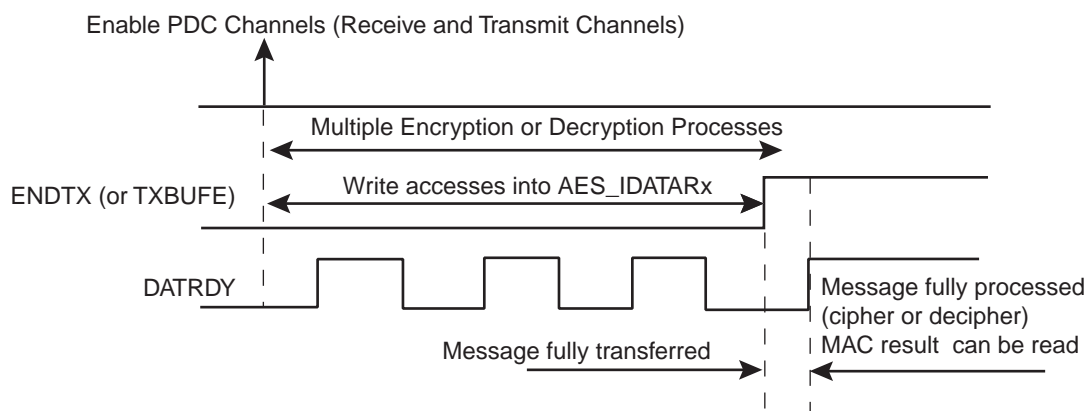 Enable PDC Channels (Receive and Transmit Channels)
Multiple Encryption or Decryption Processes
Write accesses into AES_IDATARx
ENDTX (or TXBUFE)
DATRDY
Message fully processed
(cipher or decipher)
MAC result can be read
Message fully transferred